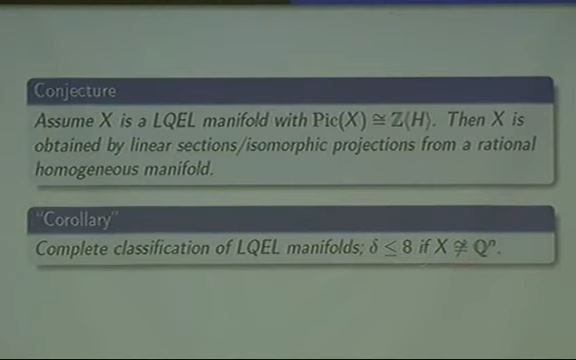 Conjecture
Assume X is a LQEL manifold with Pic(X) ≅ ℤ⟨H⟩. Then X is
obtained by linear sections/isomorphic projections from a rational
homogeneous manifold.
"Corollary"
Complete classification of LQEL manifolds; δ ≤ 8 if X ≇ ℚⁿ.